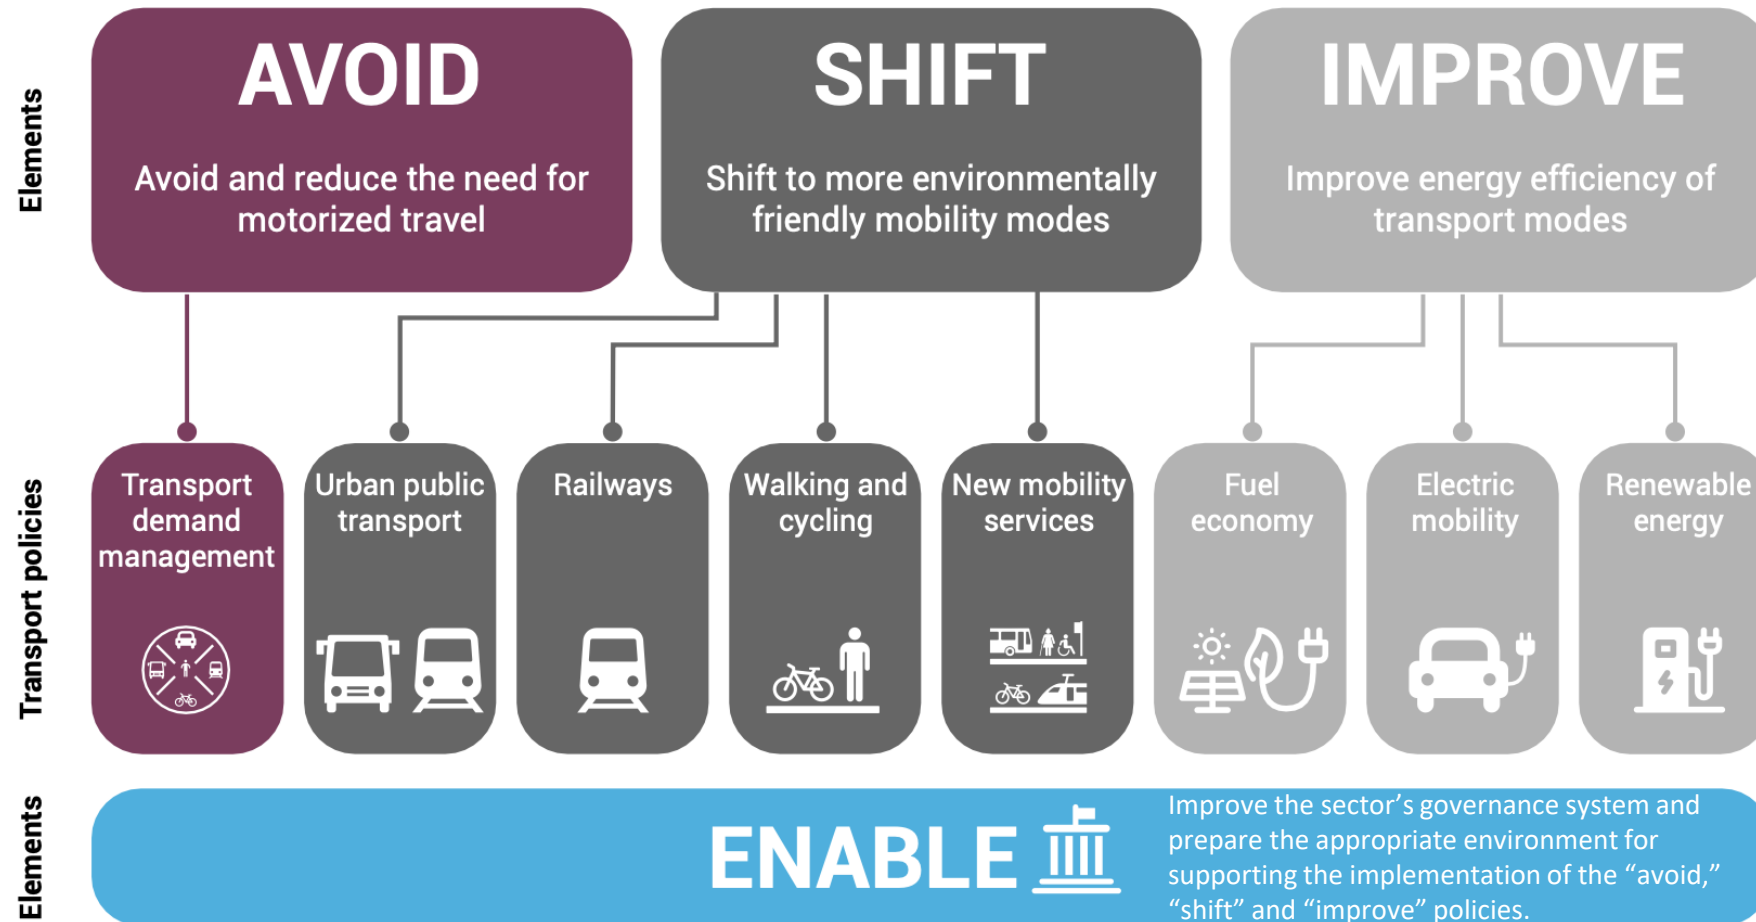 Elements
AVOID
Avoid and reduce the need for
motorized travel
SHIFT
Shift to more environmentally
friendly mobility modes
IMPROVE
Improve energy efficiency of
transport modes
Transport policies
Transport
demand
management
Urban public
transport
Railways
Walking and
cycling
New mobility
services
Fuel
economy
Electric
mobility
Renewable
energy
Elements
ENABLE
Improve the sector’s governance system and
prepare the appropriate environment for
supporting the implementation of the “avoid,”
“shift” and “improve” policies.